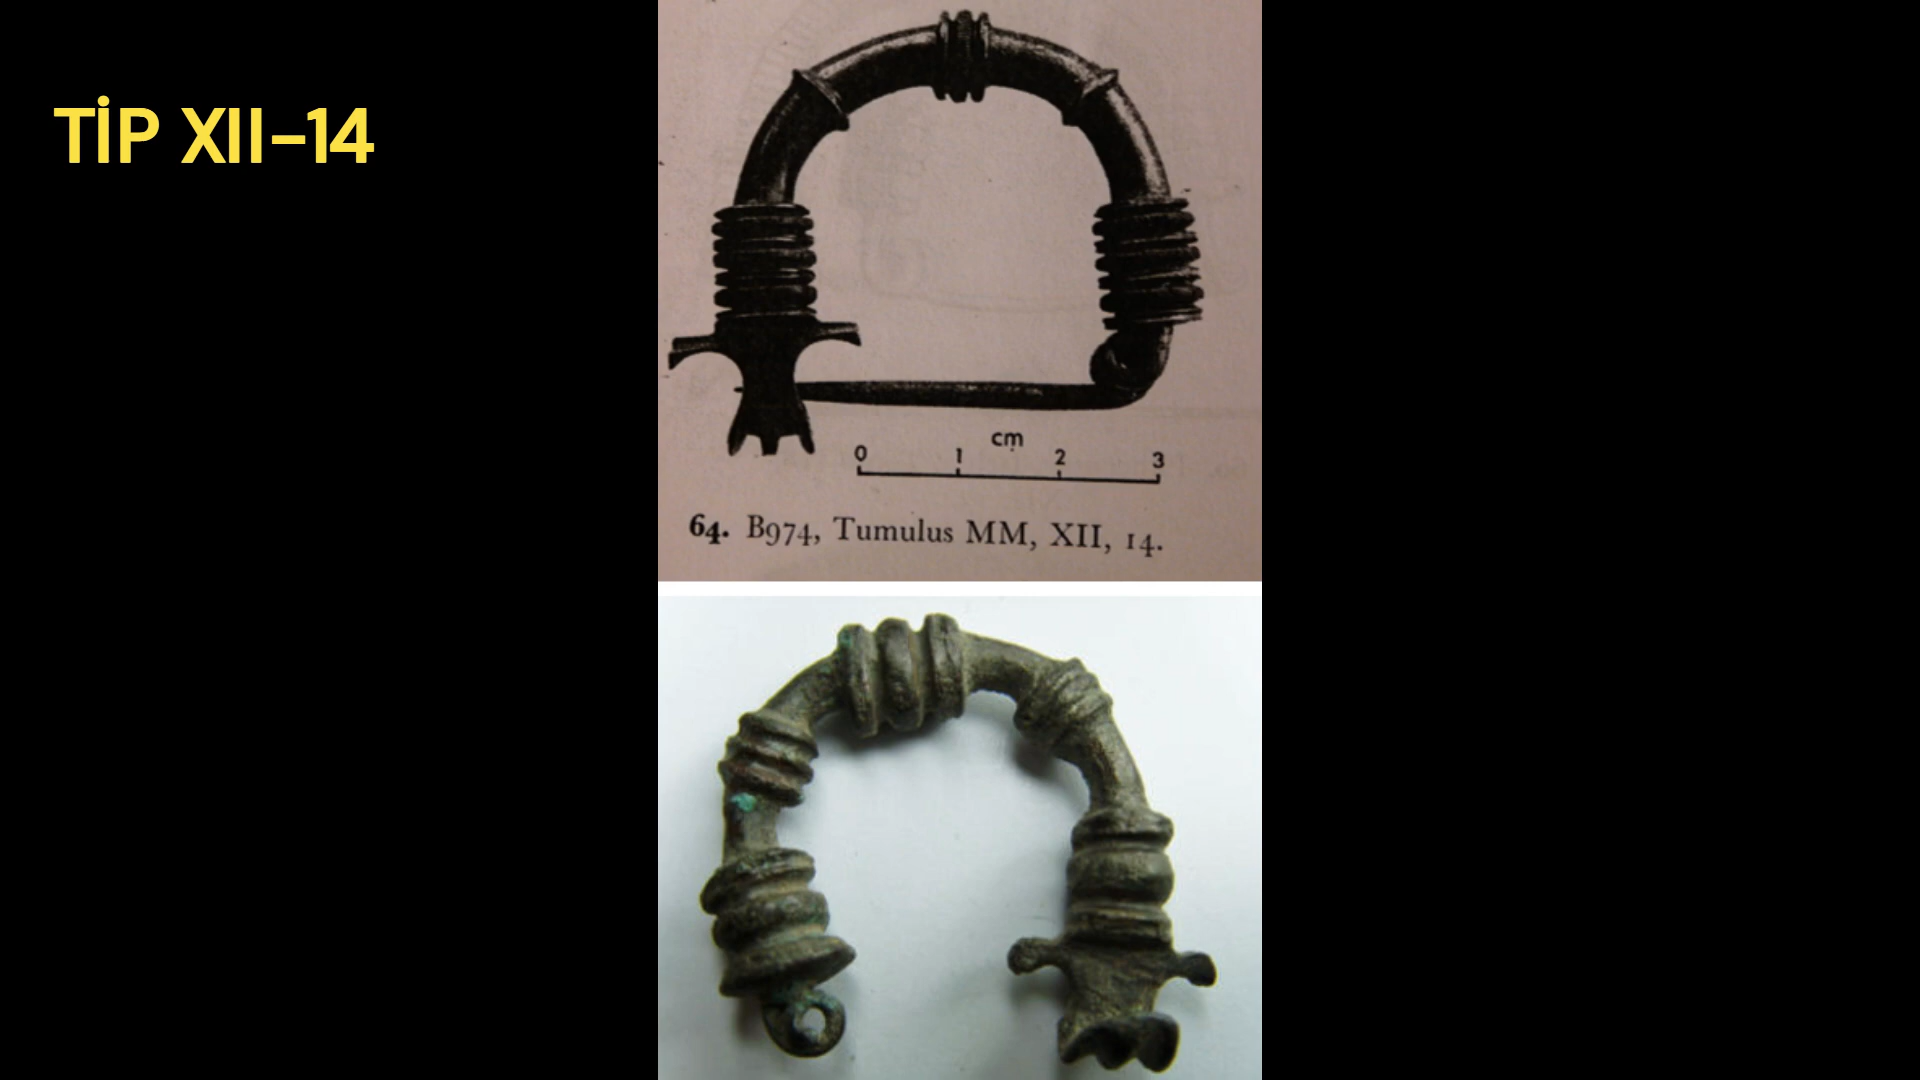 TİP XII-14
cm
0 1 2 3
64. B974, Tumulus MM, XII, 14.